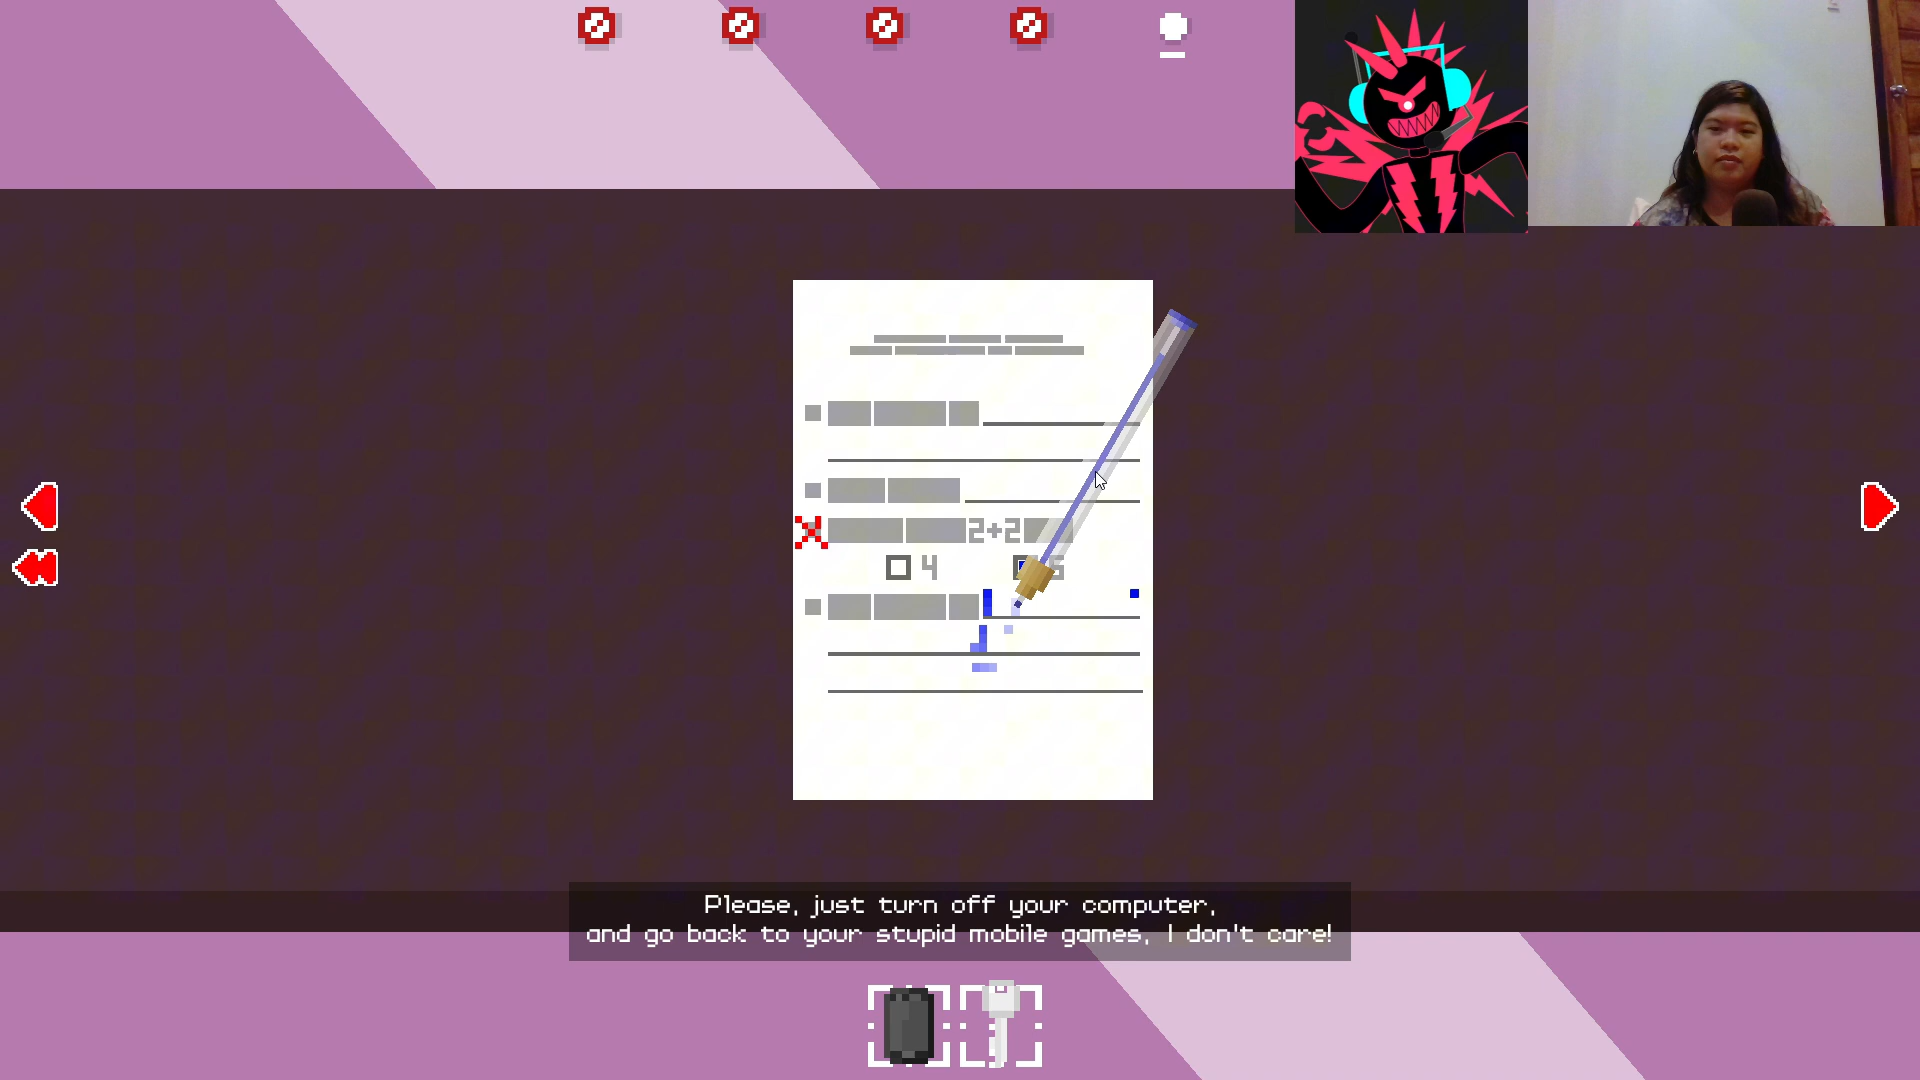 2+2
4 5
Please, just turn off your computer,
and go back to your stupid mobile games, I don't care!